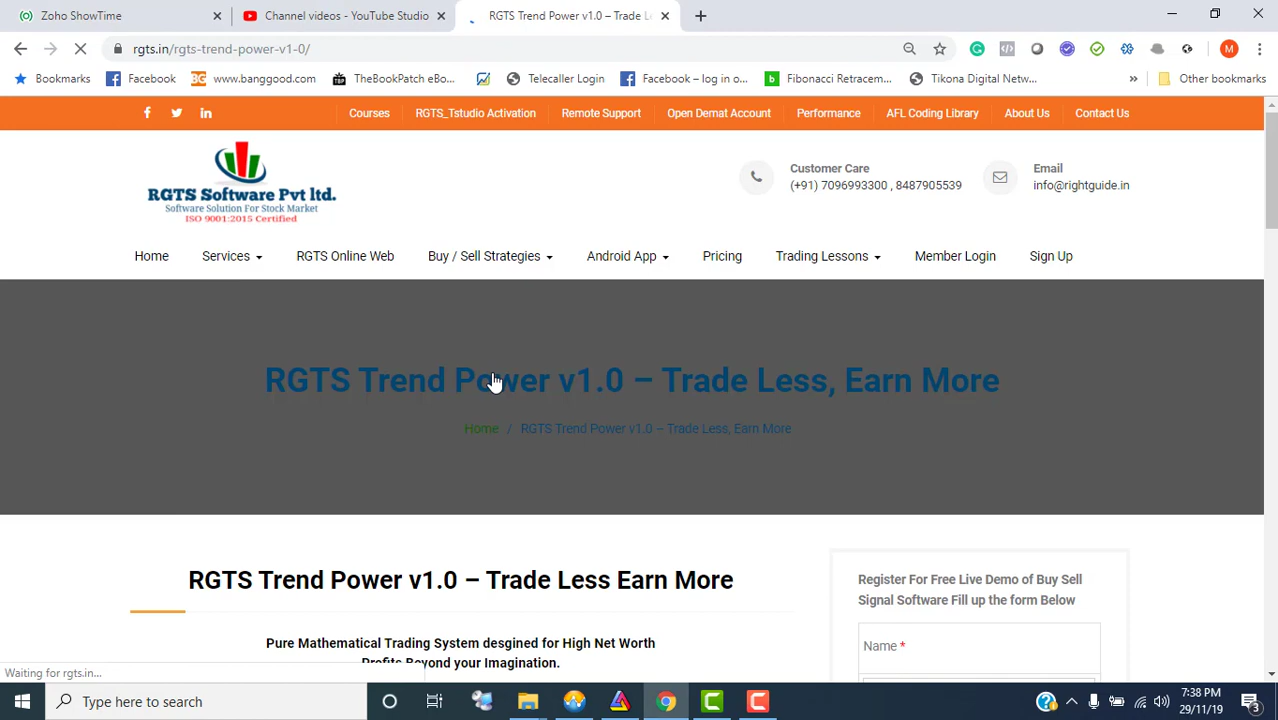 Zoho ShowTime
Channel videos - YouTube Studio
RGTS Trend Power v1.0 – Trade Le
rgts.in/rgts-trend-power-v1-0/
M
Bookmarks
Facebook
BG www.banggood.com
TheBookPatch eBo...
Telecaller Login
Facebook – log in o...
b Fibonacci Retracem...
Tikona Digital Netw...
»
Other bookmarks
Courses
RGTS_Tstudio Activation
Remote Support
Open Demat Account
Performance
AFL Coding Library
About Us
Contact Us
RGTS Software Pvt ltd.
Software Solution For Stock Market
ISO 9001:2015 Certified
Customer Care
(+91) 7096993300 , 8487905539
Email
info@rightguide.in
Home
Services
RGTS Online Web
Buy / Sell Strategies
Android App
Pricing
Trading Lessons
Member Login
Sign Up
RGTS Trend Power v1.0 – Trade Less, Earn More
Home / RGTS Trend Power v1.0 – Trade Less, Earn More
RGTS Trend Power v1.0 – Trade Less Earn More
Pure Mathematical Trading System desgined for High Net Worth
Profits Beyond your Imagination.
Register For Free Live Demo of Buy Sell
Signal Software Fill up the form Below
Name *
Waiting for rgts.in...
Type here to search
7:38 PM
29/11/19
3